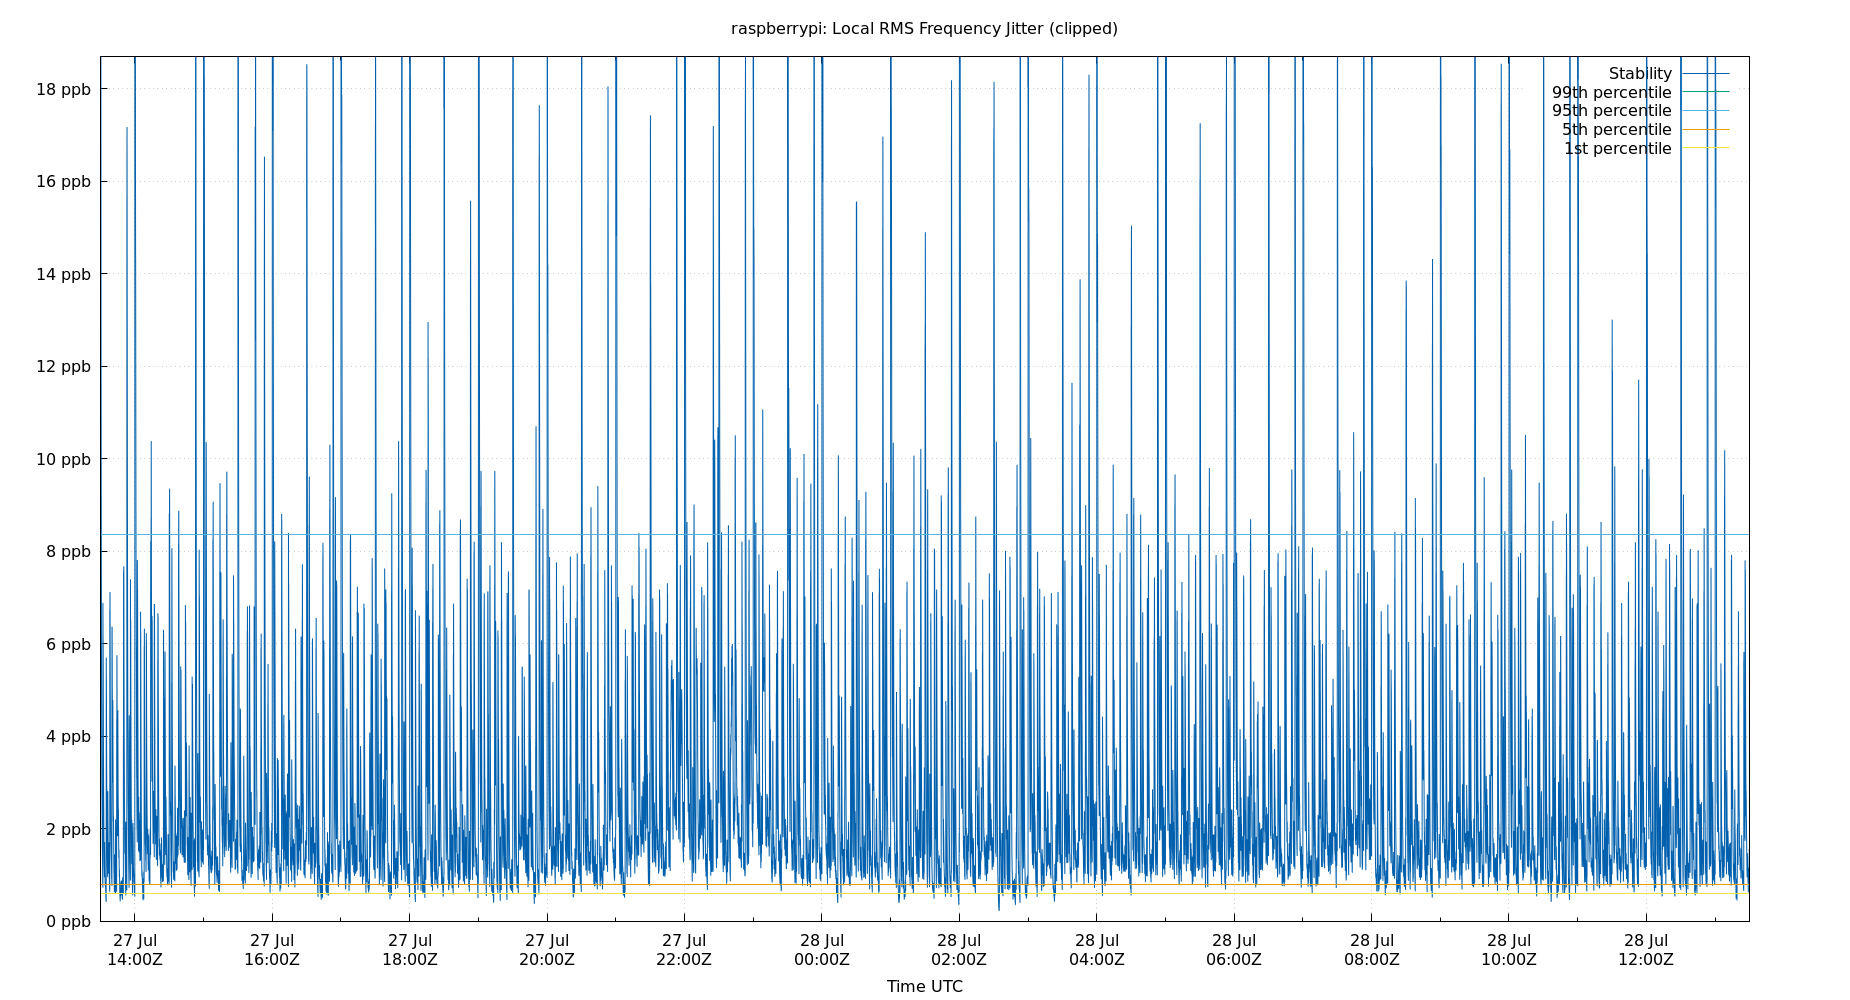 raspberrypi: Local RMS Frequency Jitter (clipped)
18 ppb
16 ppb
14 ppb
12 ppb
10 ppb
8 ppb
6 ppb
4 ppb
2 ppb
0 ppb
Stability
99th percentile
95th percentile
5th percentile
1st percentile
27 Jul 27 Jul 27 Jul 27 Jul 27 Jul 28 Jul 28 Jul 28 Jul 28 Jul 28 Jul 28 Jul 28 Jul
14:00Z 16:00Z 18:00Z 20:00Z 22:00Z 00:00Z 02:00Z 04:00Z 06:00Z 08:00Z 10:00Z 12:00Z
Time UTC